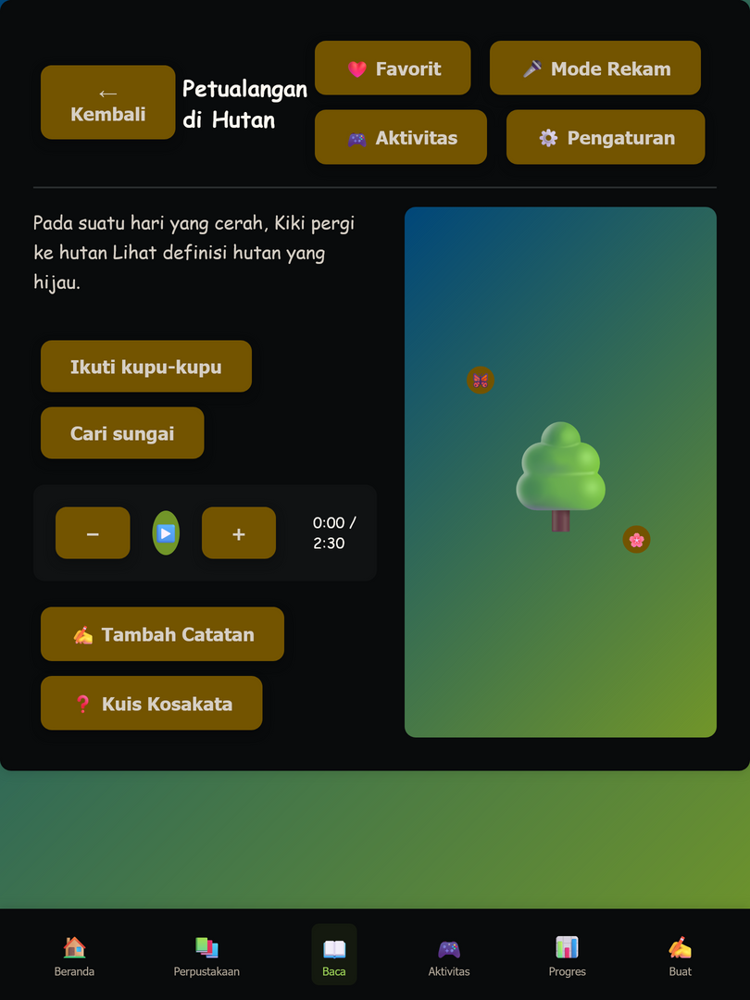 ←
Kembali
Petualangan
di Hutan
❤️ Favorit
🎤 Mode Rekam
🎮 Aktivitas
⚙️ Pengaturan
Pada suatu hari yang cerah, Kiki pergi
ke hutan Lihat definisi hutan yang
hijau.
Ikuti kupu-kupu
Cari sungai
−
▶️
+
0:00 /
2:30
✍️ Tambah Catatan
❓ Kuis Kosakata
Beranda
Perpustakaan
Baca
Aktivitas
Progres
Buat